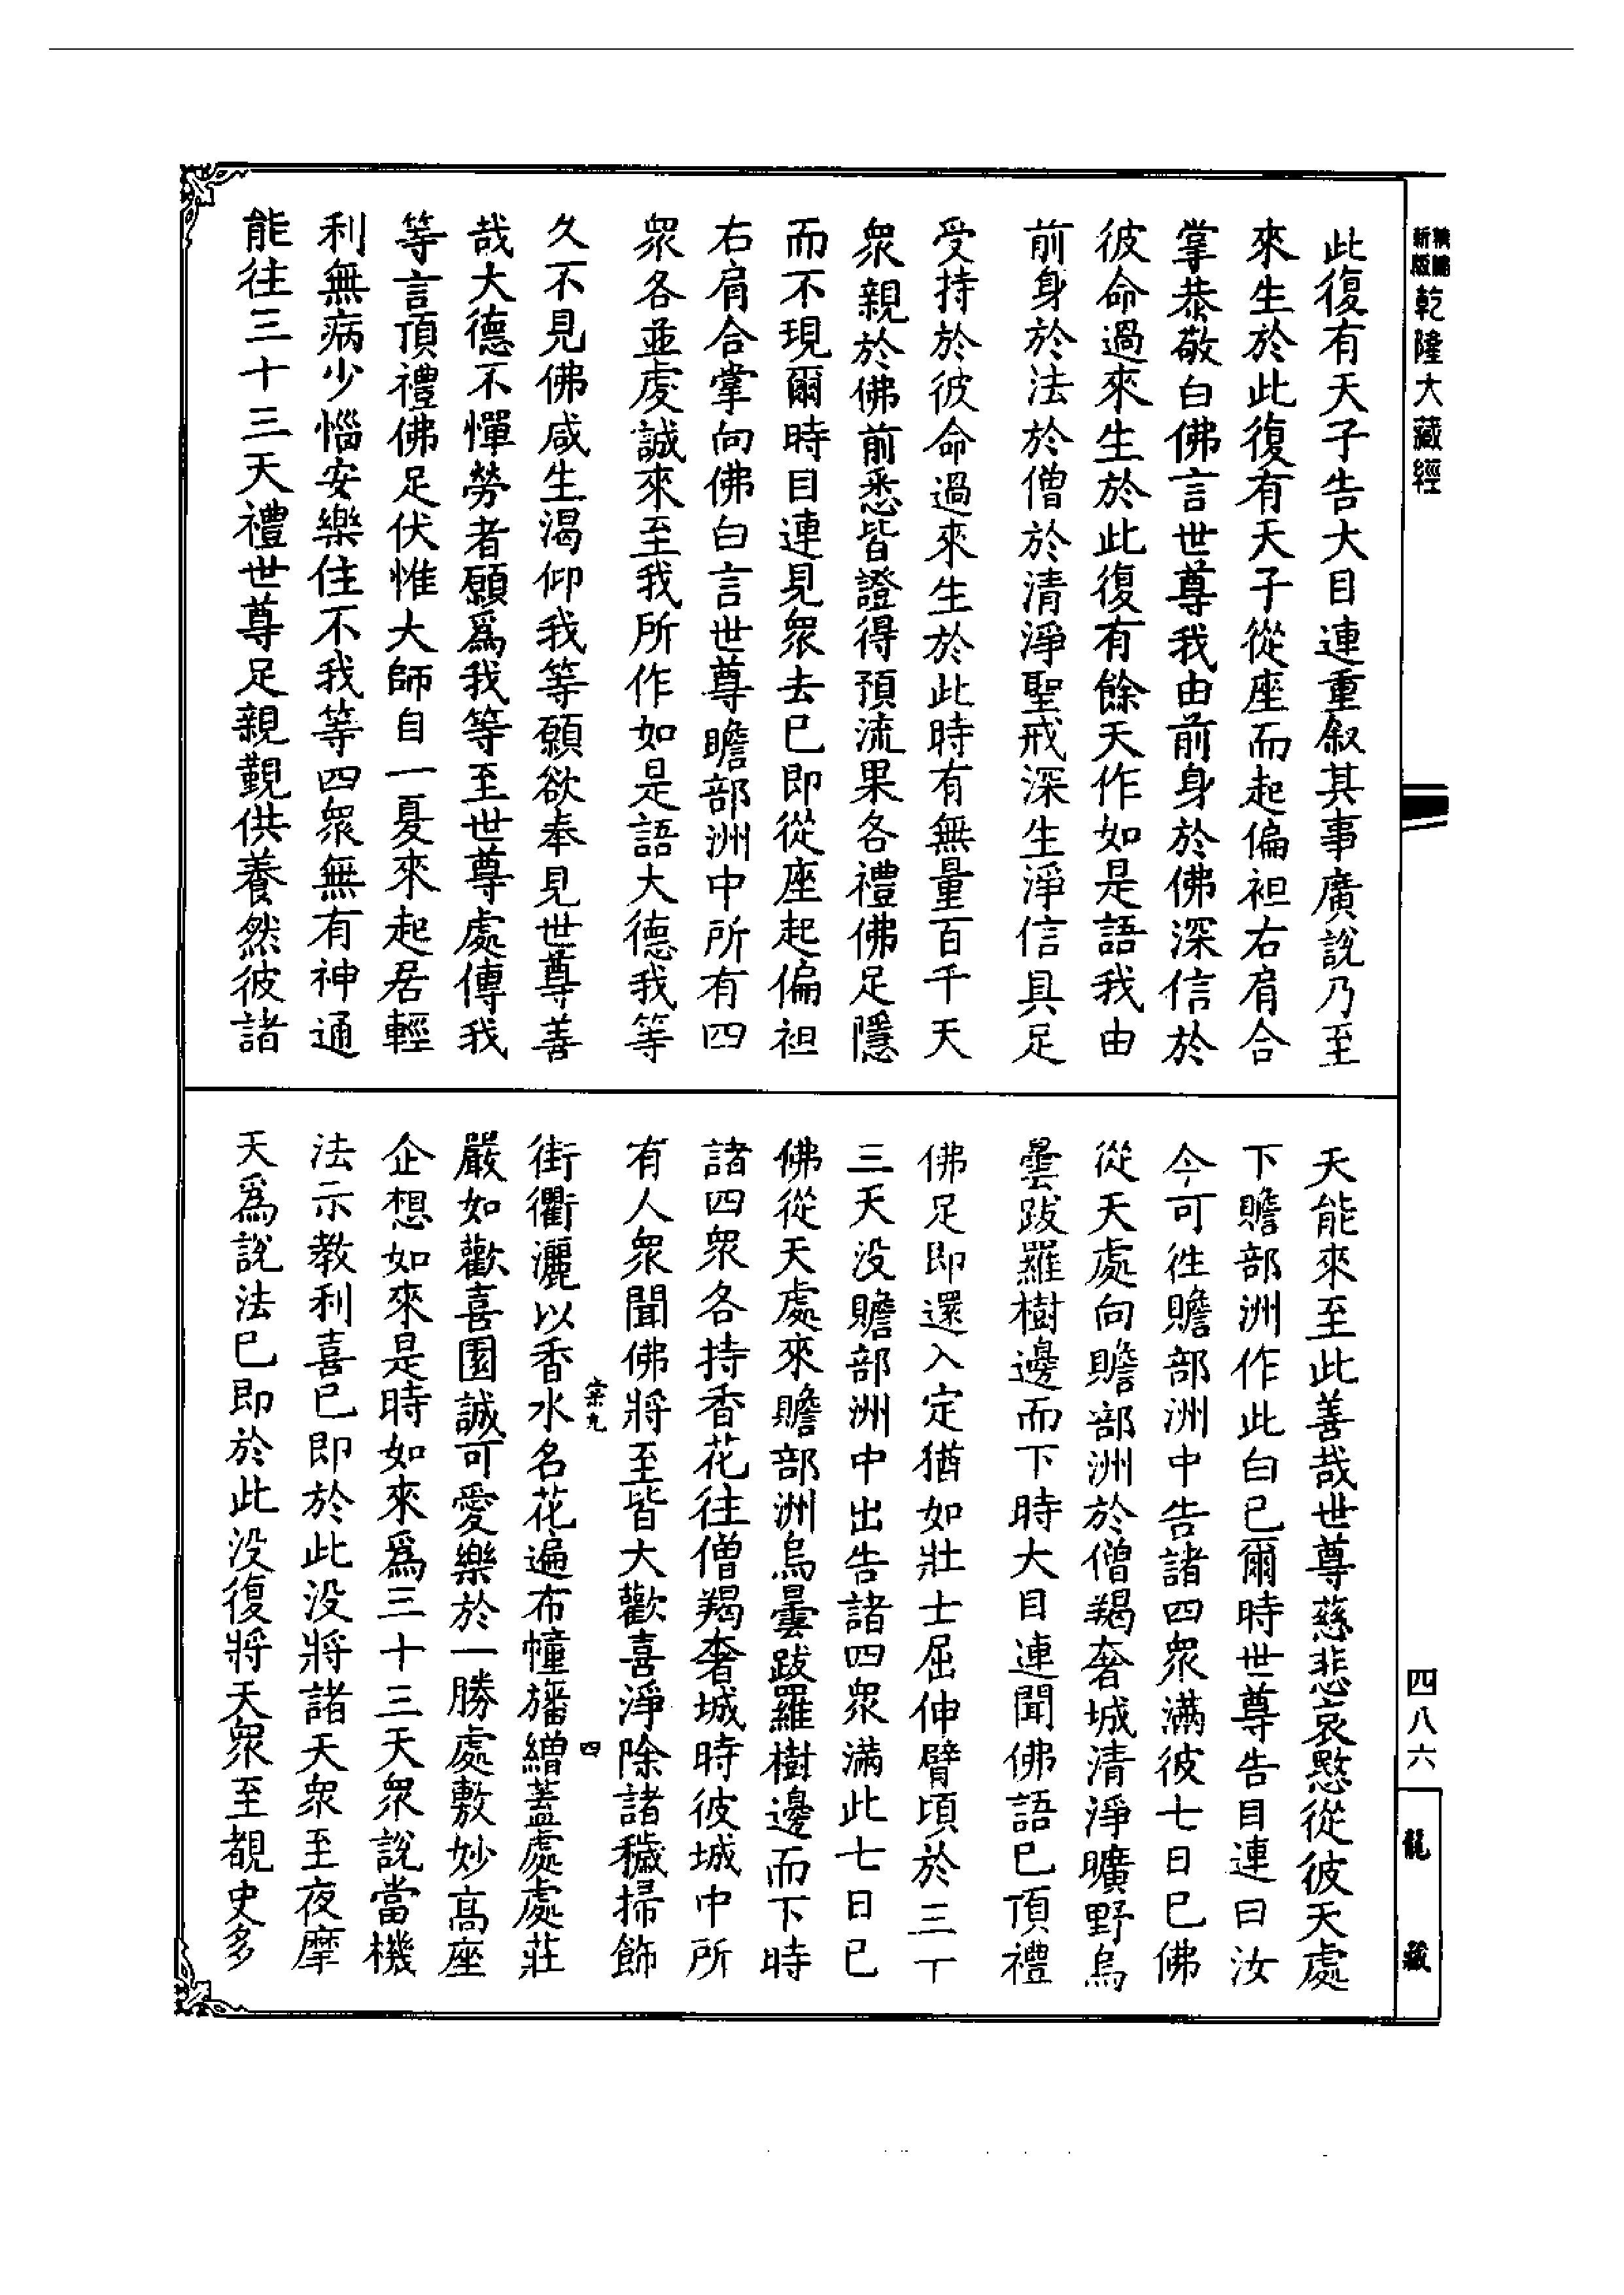 精雕
新版
乾隆大藏經
此復有天子告大目連重叙其事廣說乃至
來生於此復有天子從座而起偏袒右肩合
掌恭敬白佛言世尊我由前身於佛深信於
彼命過來生於此復有餘天作如是語我由
前身於法於僧於清淨聖戒深生淨信具足
受持於彼命過來生於此時有無量百千天
衆親於佛前悉皆證得預流果各禮佛足隱
而不現爾時目連見衆去已即從座起偏袒
右肩合掌向佛白言世尊瞻部洲中所有四
衆各並虔誠來至我所作如是語大德我等
久不見佛咸生渴仰我等願欲奉見世尊善
哉大德不憚勞者願爲我等至世尊處傳我
等言頂禮佛足伏惟大師自一夏來起居輕
利無病少惱安樂住不我等四衆無有神通
能往三十三天禮世尊足親覲供養然彼諸
天能來至此善哉世尊慈悲哀愍從彼天處
下贍部洲作此白已爾時世尊告目連曰汝
今可往贍部洲中告諸四衆滿彼七日已佛
從天處向贍部洲於僧羯奢城清淨曠野烏
曇跋羅樹邊而下時大目連聞佛語已頂禮
佛足即還入定猶如壯士屈伸臂頃於三十
三天没贍部洲中出告諸四衆滿此七日已
佛從天處來贍部洲烏曇跋羅樹邊而下時
諸四衆各持香花往僧羯奢城時彼城中所
有人衆聞佛將至皆大歡喜淨除諸穢掃飾
街衢灑以香水名花遍布幢旛繒蓋處處莊
嚴如歡喜園誠可愛樂於一勝處敷妙高座
企想如來是時如來爲三十三天衆說當機
法示教利喜已即於此没將諸天衆至夜摩
天爲說法已即於此没復將天衆至覩史多
四
四八六
龍藏